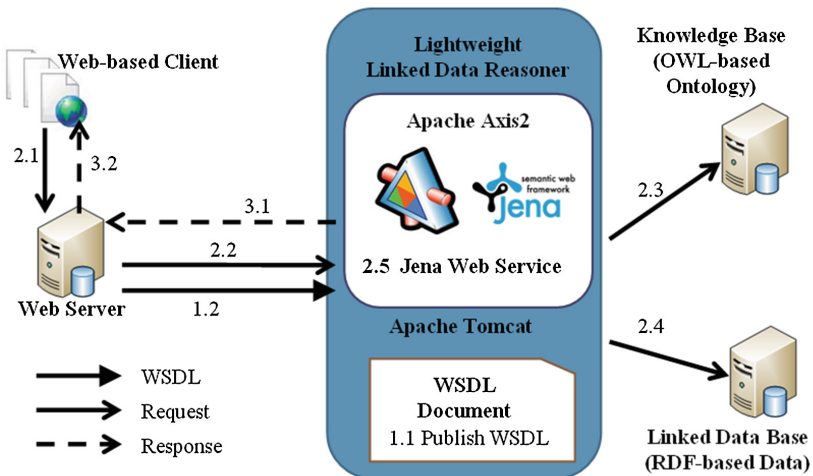 Web-based Client
2.1
3.2
Web Server
3.1
2.2
1.2
Lightweight
Linked Data Reasoner
Apache Axis2
semantic web
framework
Jena
2.5 Jena Web Service
Apache Tomcat
WSDL
Document
1.1 Publish WSDL
Knowledge Base
(OWL-based
Ontology)
2.3
2.4
Linked Data Base
(RDF-based Data)
WSDL
Request
Response